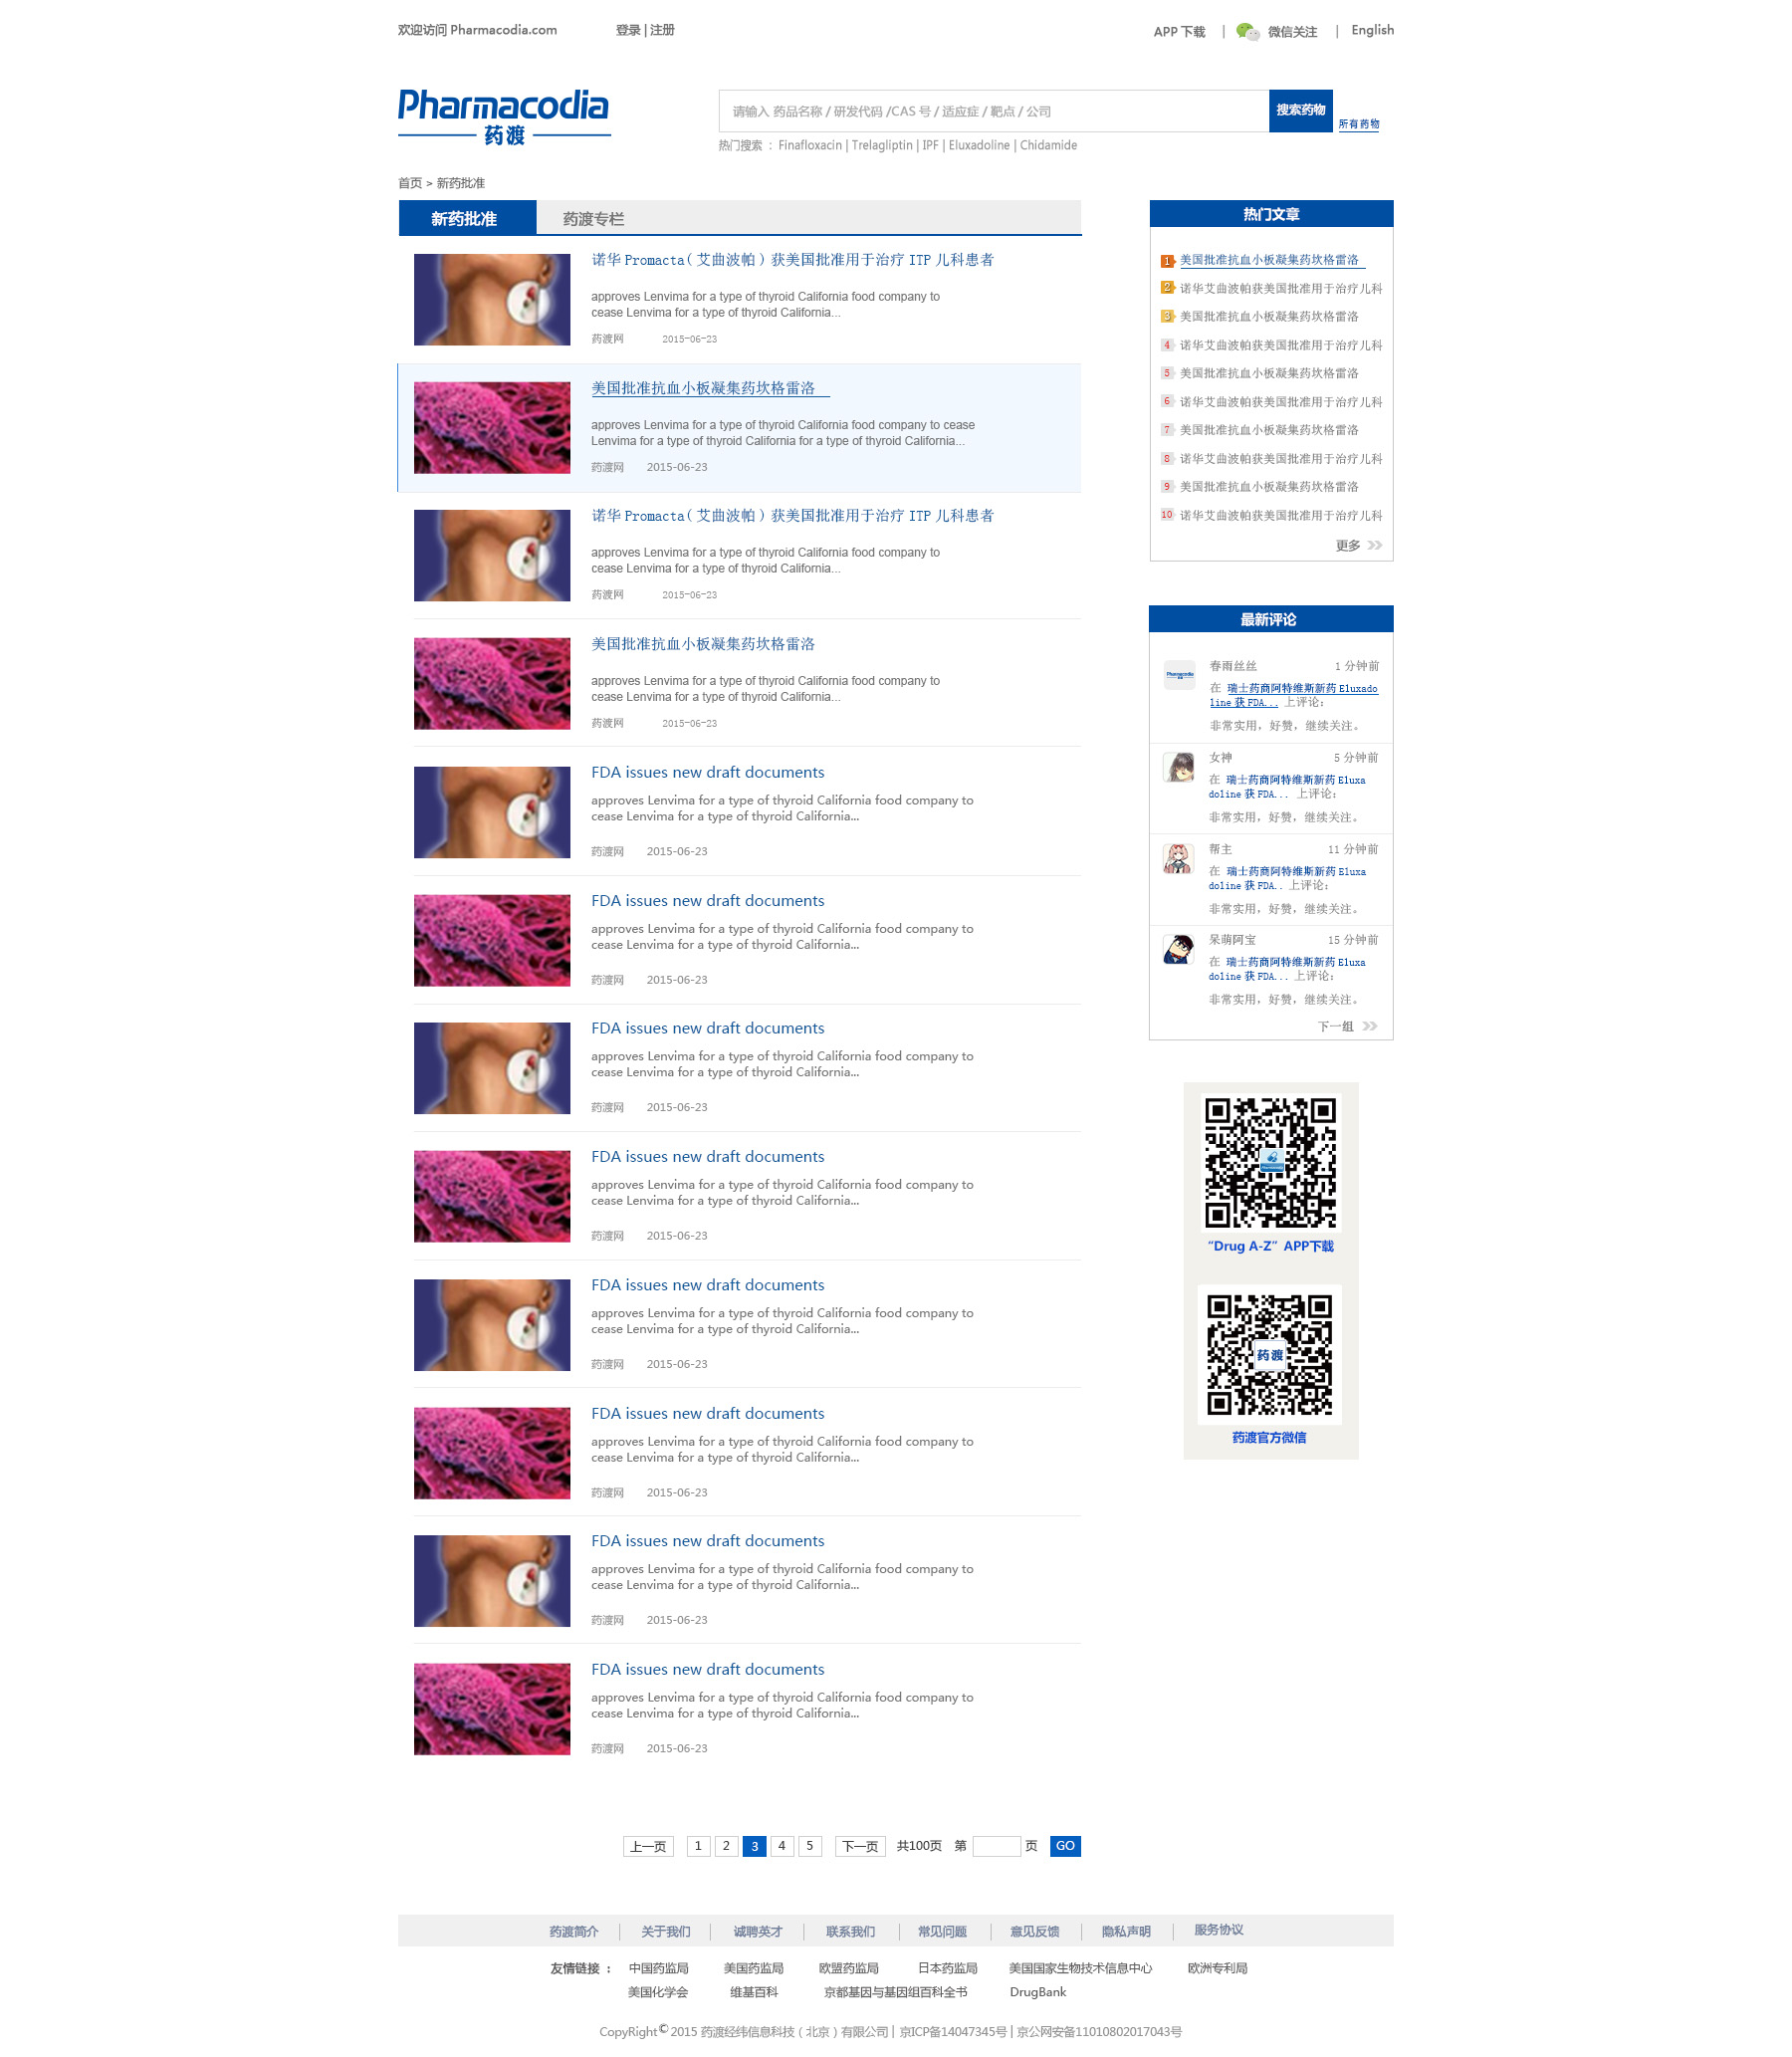 欢迎访问 Pharmacodia.com
登录 | 注册
APP 下载 | 微信关注 | English
Pharmacodia
药渡
请输入 药品名称 / 研发代码 /CAS 号 / 适应症 / 靶点 / 公司
搜索药物
所有药物
热门搜索 ： Finafloxacin | Trelagliptin | IPF | Eluxadoline | Chidamide
首页 > 新药批准
新药批准 药渡专栏
诺华 Promacta( 艾曲波帕 ) 获美国批准用于治疗 ITP 儿科患者
approves Lenvima for a type of thyroid California food company to
cease Lenvima for a type of thyroid California...
药渡网 2015-06-23
美国批准抗血小板凝集药坎格雷洛
approves Lenvima for a type of thyroid California food company to cease
Lenvima for a type of thyroid California for a type of thyroid California...
药渡网 2015-06-23
诺华 Promacta( 艾曲波帕 ) 获美国批准用于治疗 ITP 儿科患者
approves Lenvima for a type of thyroid California food company to
cease Lenvima for a type of thyroid California...
药渡网 2015-06-23
美国批准抗血小板凝集药坎格雷洛
approves Lenvima for a type of thyroid California food company to
cease Lenvima for a type of thyroid California...
药渡网 2015-06-23
FDA issues new draft documents
approves Lenvima for a type of thyroid California food company to
cease Lenvima for a type of thyroid California...
药渡网 2015-06-23
FDA issues new draft documents
approves Lenvima for a type of thyroid California food company to
cease Lenvima for a type of thyroid California...
药渡网 2015-06-23
FDA issues new draft documents
approves Lenvima for a type of thyroid California food company to
cease Lenvima for a type of thyroid California...
药渡网 2015-06-23
FDA issues new draft documents
approves Lenvima for a type of thyroid California food company to
cease Lenvima for a type of thyroid California...
药渡网 2015-06-23
FDA issues new draft documents
approves Lenvima for a type of thyroid California food company to
cease Lenvima for a type of thyroid California...
药渡网 2015-06-23
FDA issues new draft documents
approves Lenvima for a type of thyroid California food company to
cease Lenvima for a type of thyroid California...
药渡网 2015-06-23
FDA issues new draft documents
approves Lenvima for a type of thyroid California food company to
cease Lenvima for a type of thyroid California...
药渡网 2015-06-23
FDA issues new draft documents
approves Lenvima for a type of thyroid California food company to
cease Lenvima for a type of thyroid California...
药渡网 2015-06-23
上一页 1 2 3 4 5 下一页 共100页 第 页 GO
热门文章
1 美国批准抗血小板凝集药坎格雷洛
2 诺华艾曲波帕获美国批准用于治疗儿科
3 美国批准抗血小板凝集药坎格雷洛
4 诺华艾曲波帕获美国批准用于治疗儿科
5 美国批准抗血小板凝集药坎格雷洛
6 诺华艾曲波帕获美国批准用于治疗儿科
7 美国批准抗血小板凝集药坎格雷洛
8 诺华艾曲波帕获美国批准用于治疗儿科
9 美国批准抗血小板凝集药坎格雷洛
10 诺华艾曲波帕获美国批准用于治疗儿科
更多
最新评论
Pharmacodia
春雨丝丝 1 分钟前
在 瑞士药商阿特维斯新药 Eluxado
line 获 FDA... 上评论：
非常实用，好赞，继续关注。
女神 5 分钟前
在 瑞士药商阿特维斯新药 Eluxa
doline 获 FDA... 上评论：
非常实用，好赞，继续关注。
帮主 11 分钟前
在 瑞士药商阿特维斯新药 Eluxa
doline 获 FDA.. 上评论：
非常实用，好赞，继续关注。
呆萌阿宝 15 分钟前
在 瑞士药商阿特维斯新药 Eluxa
doline 获 FDA... 上评论：
非常实用，好赞，继续关注。
下一组
“Drug A-Z” APP下载
药渡
药渡官方微信
药渡简介 | 关于我们 | 诚聘英才 | 联系我们 | 常见问题 | 意见反馈 | 隐私声明 | 服务协议
友情链接 ： 中国药监局 美国药监局 欧盟药监局 日本药监局 美国国家生物技术信息中心 欧洲专利局
美国化学会 维基百科 京都基因与基因组百科全书 DrugBank
CopyRight © 2015 药渡经纬信息科技（北京）有限公司 | 京ICP备14047345号 | 京公网安备11010802017043号